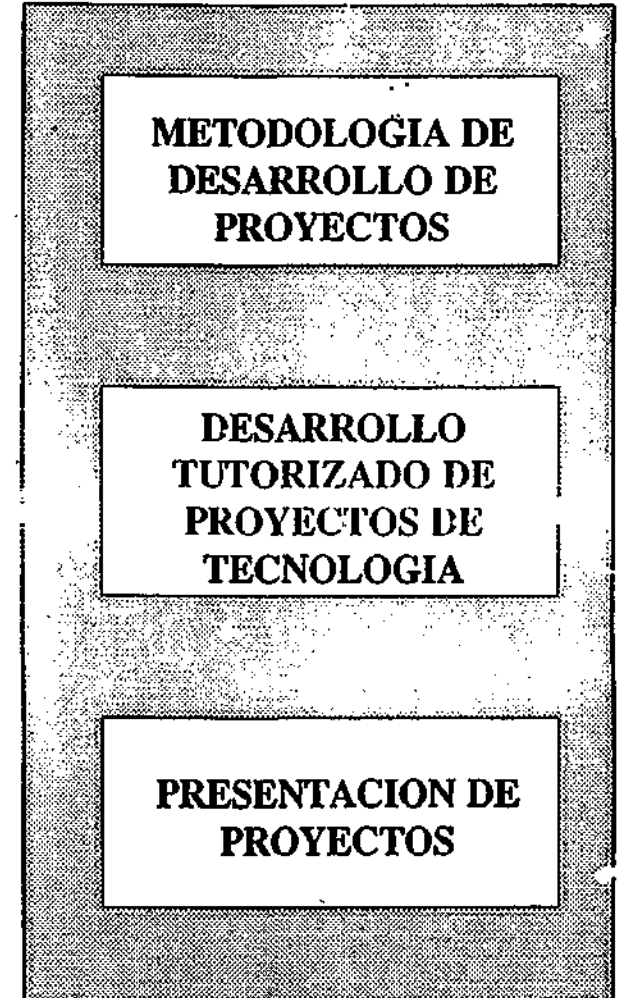 METODOLOGIA DE
DESARROLLO DE
PROYECTOS
DESARROLLO
TUTORIZADO DE
PROYECTOS DE
TECNOLOGIA
PRESENTACION DE
PROYECTOS